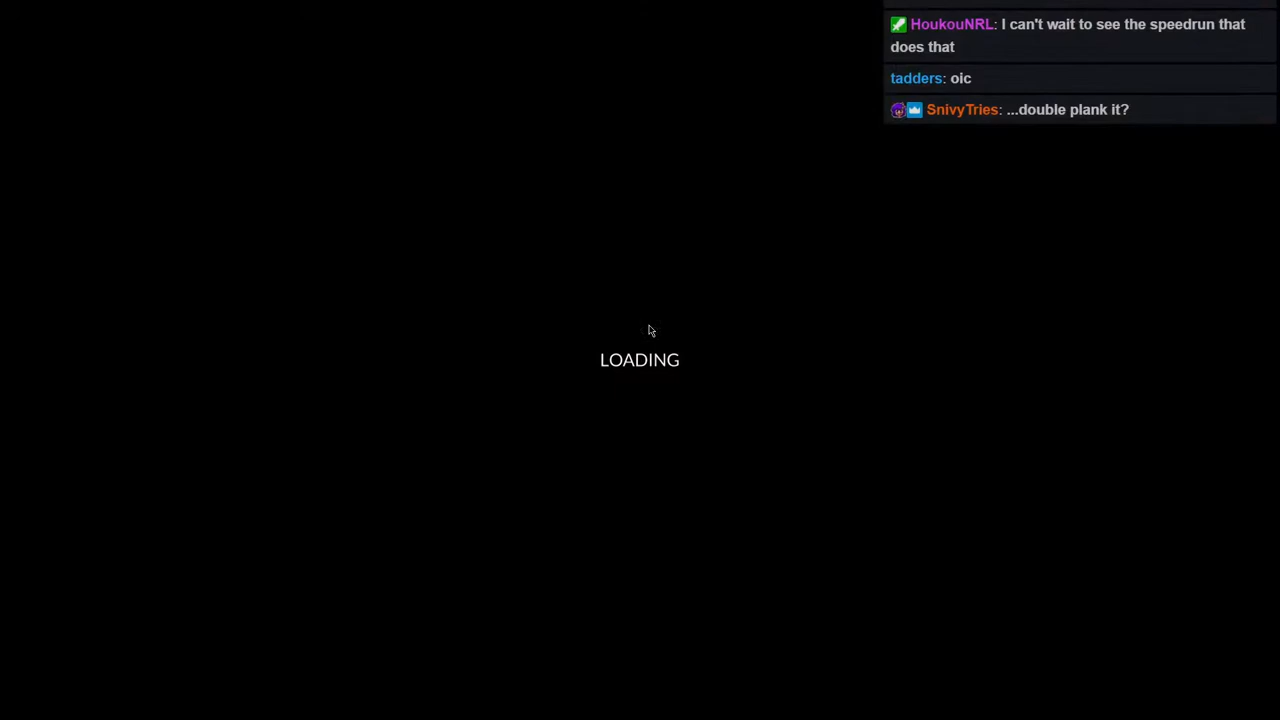 HoukouNRL: I can't wait to see the speedrun that
does that
tadders: oic
SnivyTries: ...double plank it?
LOADING